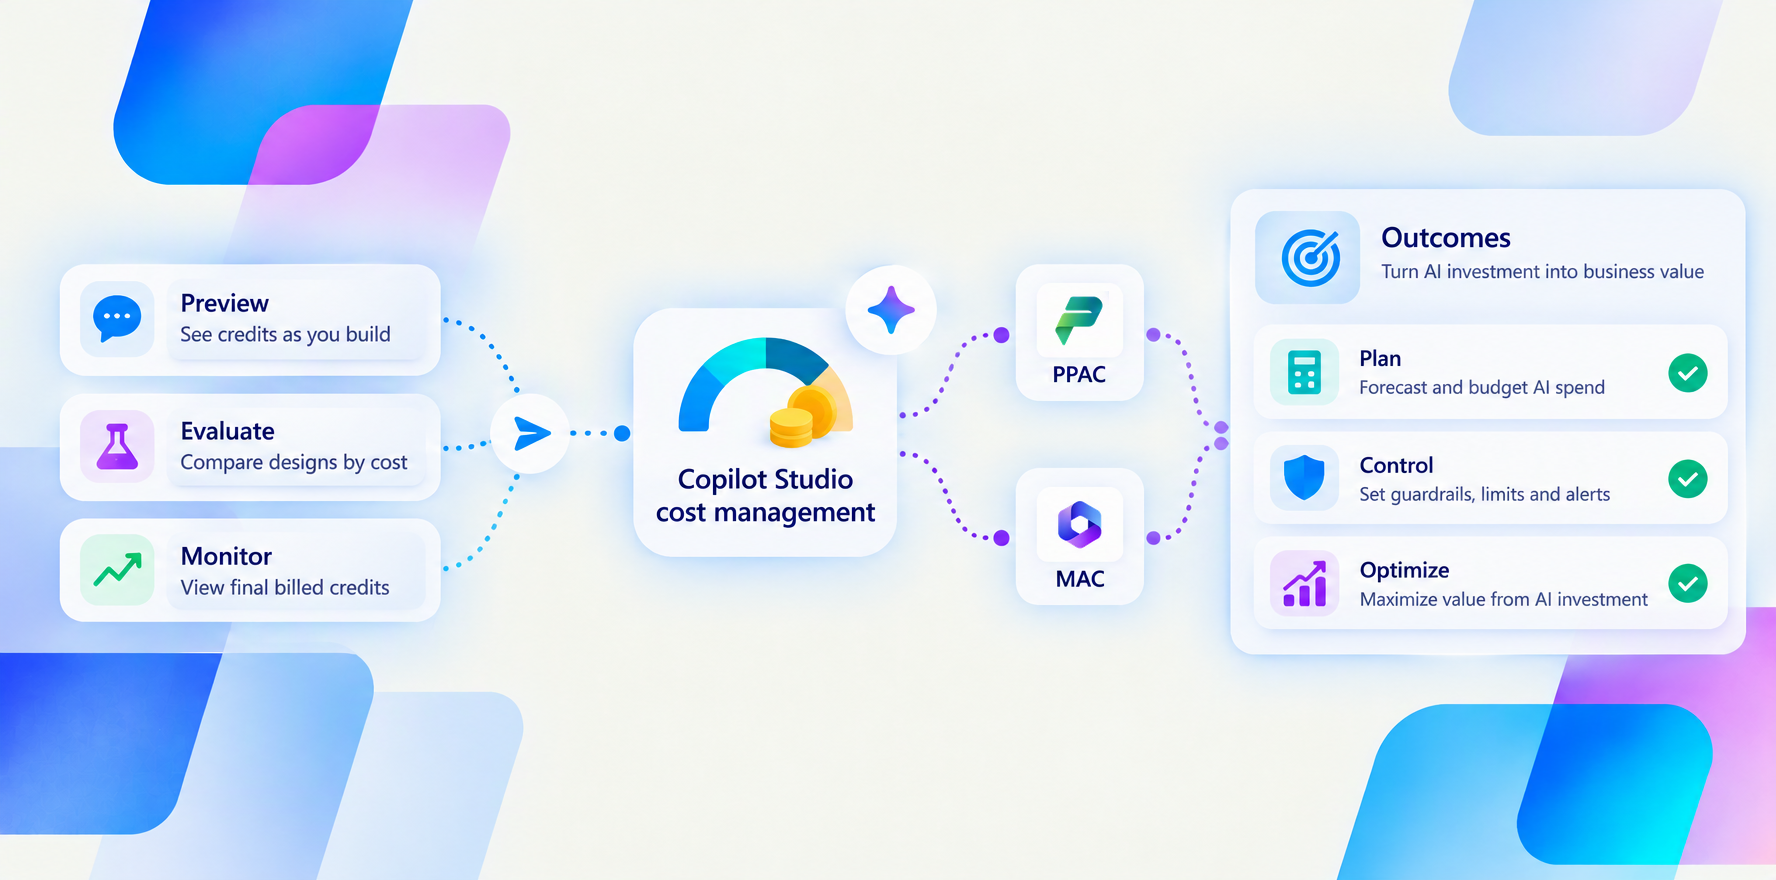 Preview
See credits as you build
Evaluate
Compare designs by cost
Monitor
View final billed credits
Copilot Studio
cost management
PPAC
MAC
Outcomes
Turn AI investment into business value
Plan
Forecast and budget AI spend
Control
Set guardrails, limits and alerts
Optimize
Maximize value from AI investment